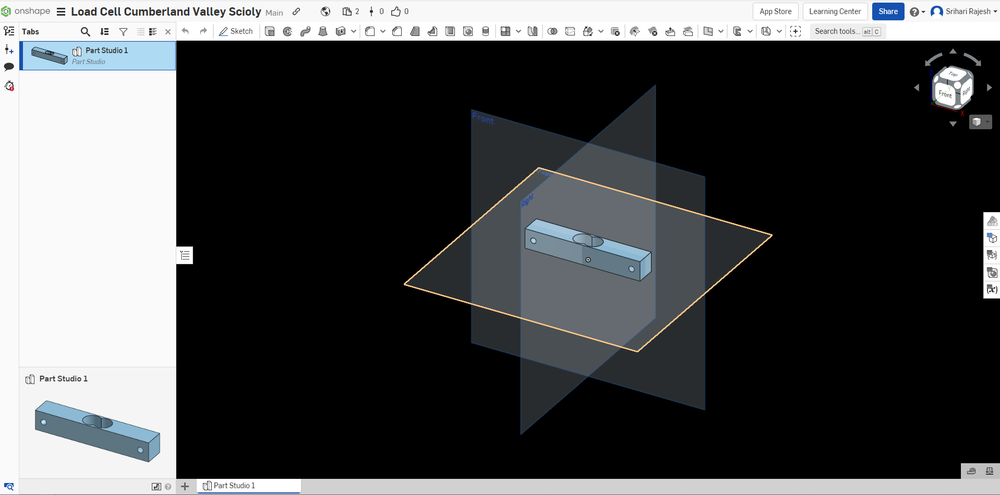 onshape
Load Cell Cumberland Valley Scioly Main
2
0
0
App Store
Learning Center
Share
Srihari Rajesh
Tabs
Sketch
Search tools... alt C
Part Studio 1
Part Studio
Front
Top
Right
Z
Top
Front
Right
X
Part Studio 1
Part Studio 1